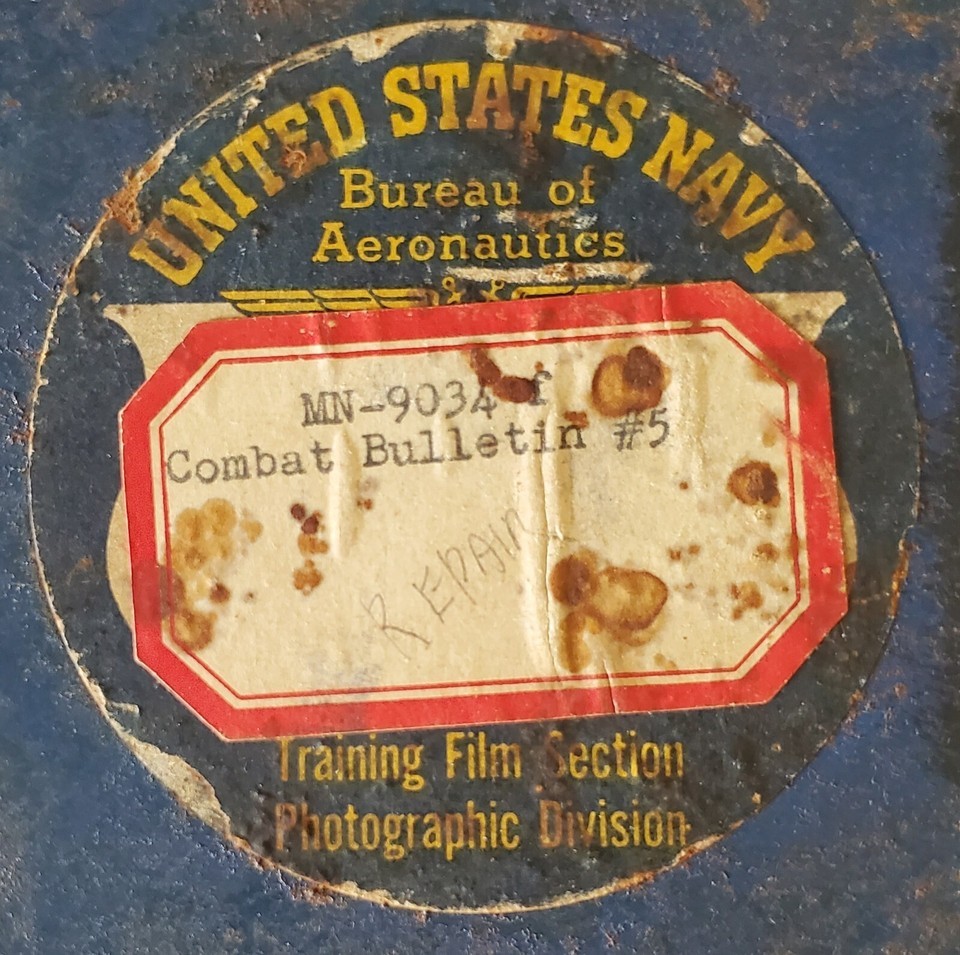 UNITED STATES NAVY
Bureau of
Aeronautics
MN-9034 f
Combat Bulletin #5
REPAIR
Training Film Section
Photographic Division